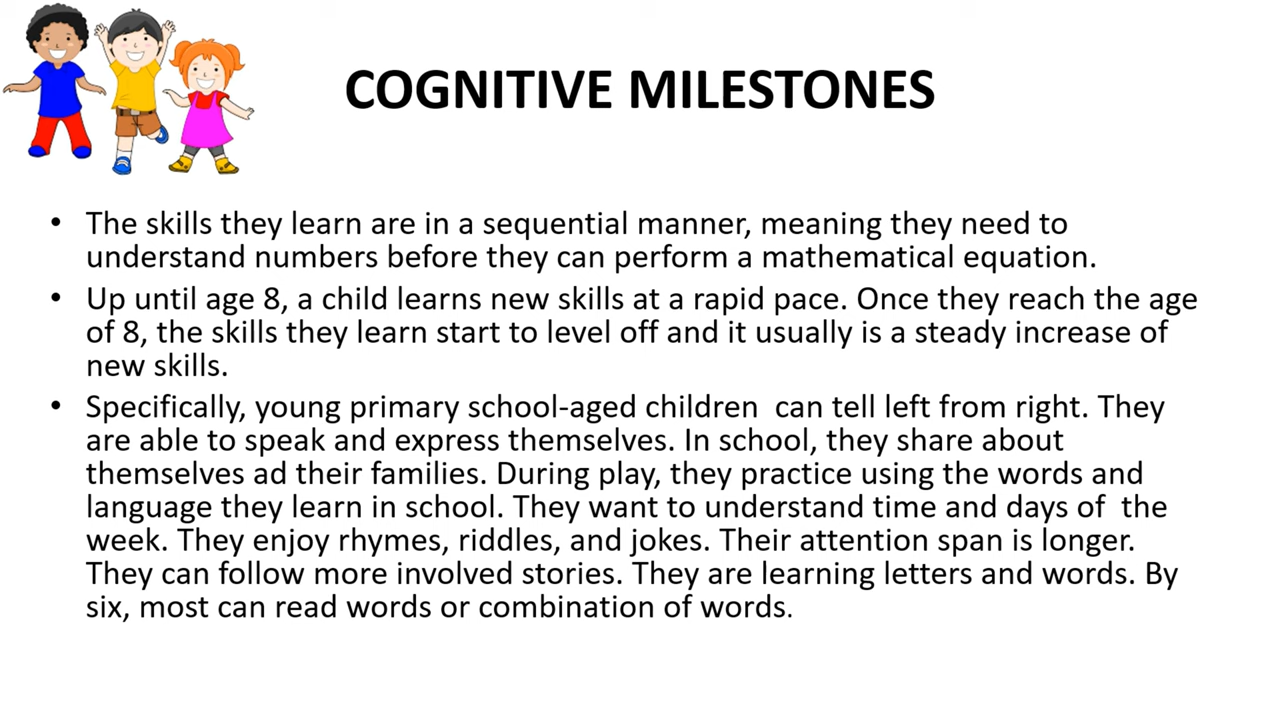 COGNITIVE MILESTONES
• The skills they learn are in a sequential manner, meaning they need to
understand numbers before they can perform a mathematical equation.
• Up until age 8, a child learns new skills at a rapid pace. Once they reach the age
of 8, the skills they learn start to level off and it usually is a steady increase of
new skills.
• Specifically, young primary school-aged children  can tell left from right. They
are able to speak and express themselves. In school, they share about
themselves ad their families. During play, they practice using the words and
language they learn in school. They want to understand time and days of  the
week. They enjoy rhymes, riddles, and jokes. Their attention span is longer.
They can follow more involved stories. They are learning letters and words. By
six, most can read words or combination of words.